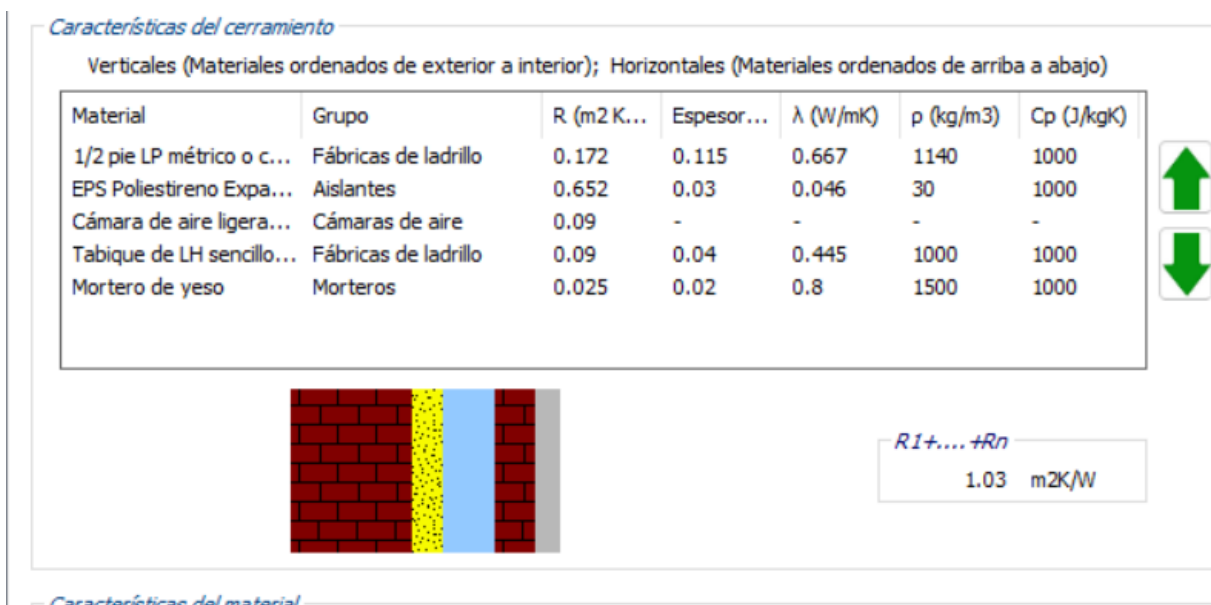 Características del cerramiento
Verticales (Materiales ordenados de exterior a interior); Horizontales (Materiales ordenados de arriba a abajo)
Material Grupo R (m2 K... Espesor... λ (W/mK) ρ (kg/m3) Cp (J/kgK)
1/2 pie LP métrico o c... Fábricas de ladrillo 0.172 0.115 0.667 1140 1000
EPS Poliestireno Expa... Aislantes 0.652 0.03 0.046 30 1000
Cámara de aire ligera... Cámaras de aire 0.09 - - - -
Tabique de LH sencillo... Fábricas de ladrillo 0.09 0.04 0.445 1000 1000
Mortero de yeso Morteros 0.025 0.02 0.8 1500 1000
R1+....+Rn
1.03 m2K/W
Características del material